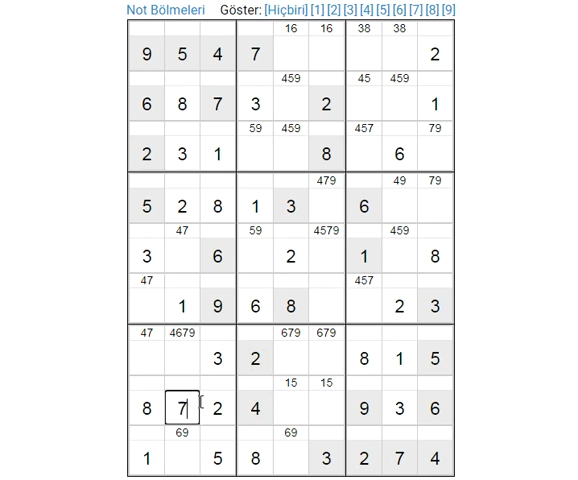 Not Bölmeleri Göster: [Hiçbiri] [1] [2] [3] [4] [5] [6] [7] [8] [9]
16 16 38 38
9 5 4 7 2
459 45 459
6 8 7 3 2 1
59 459 457 79
2 3 1 8 6
479 49 79
5 2 8 1 3 6
47 59 4579 459
3 6 2 1 8
47 457
1 9 6 8 2 3
47 4679 679 679
3 2 8 1 5
15 15
8 7 2 4 9 3 6
69 69
1 5 8 3 2 7 4